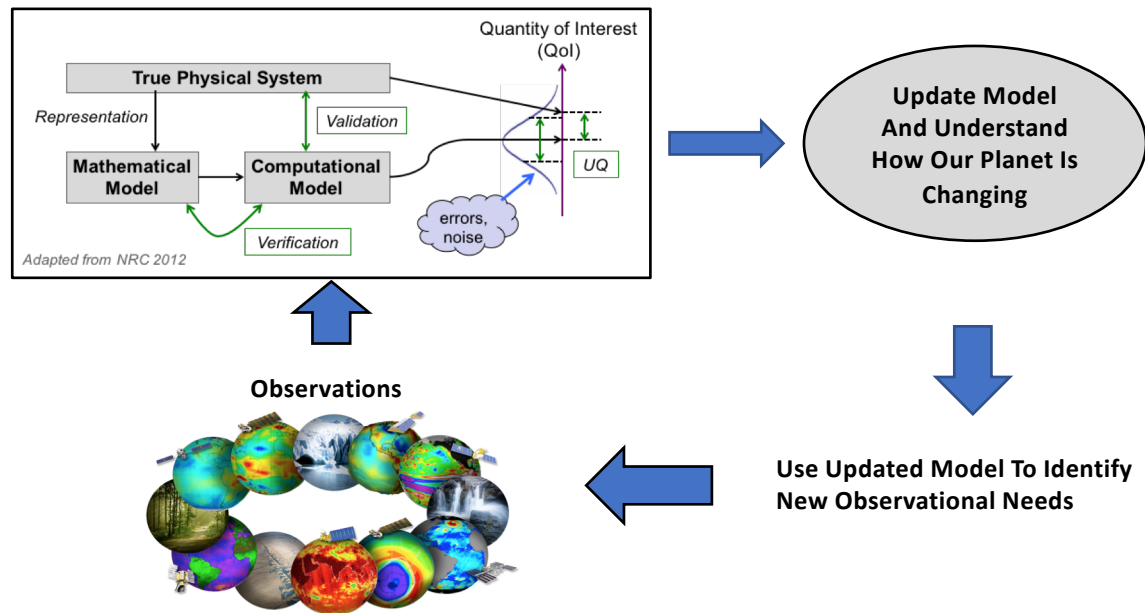 Quantity of Interest
(QoI)
True Physical System
Representation
Validation
Mathematical
Model
Computational
Model
UQ
errors,
noise
Verification
Adapted from NRC 2012
Update Model
And Understand
How Our Planet Is
Changing
Observations
Use Updated Model To Identify
New Observational Needs